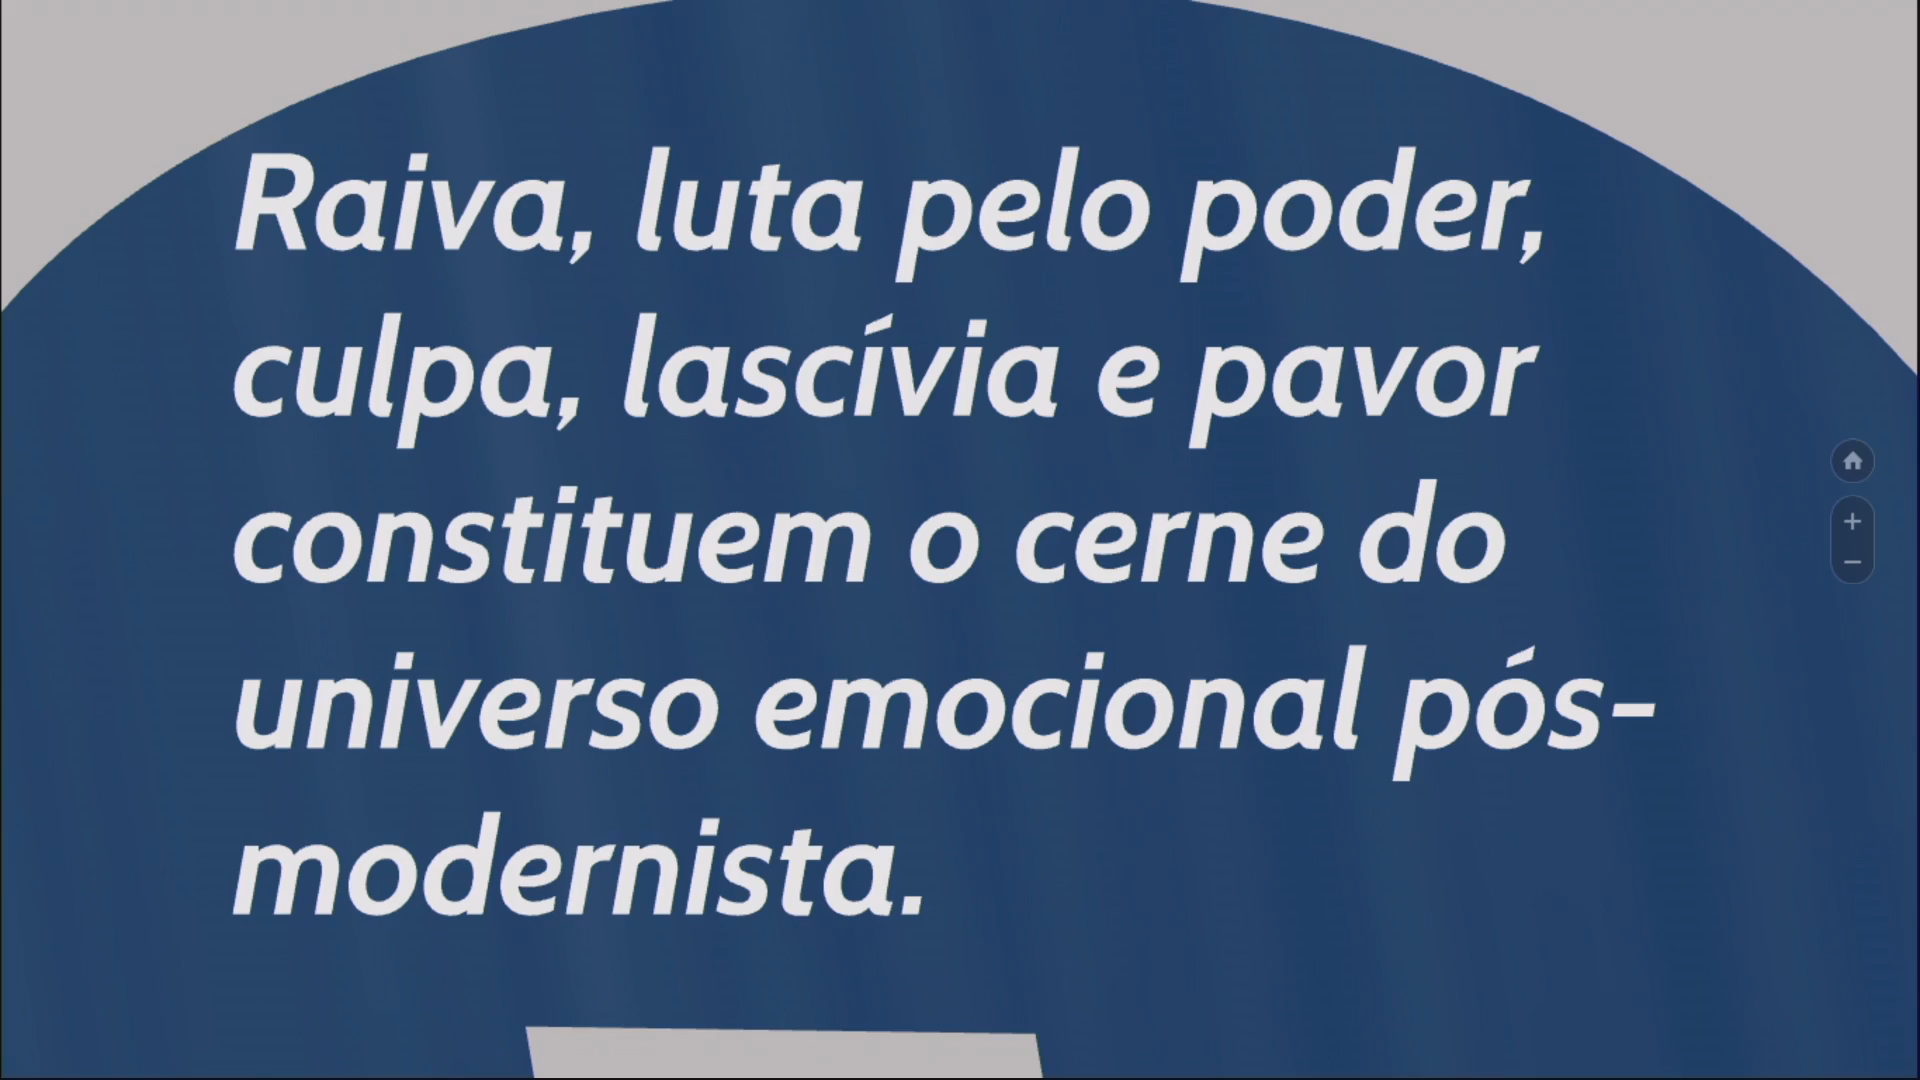 Raiva, luta pelo poder,
culpa, lascívia e pavor
constituem o cerne do
universo emocional pós-
modernista.